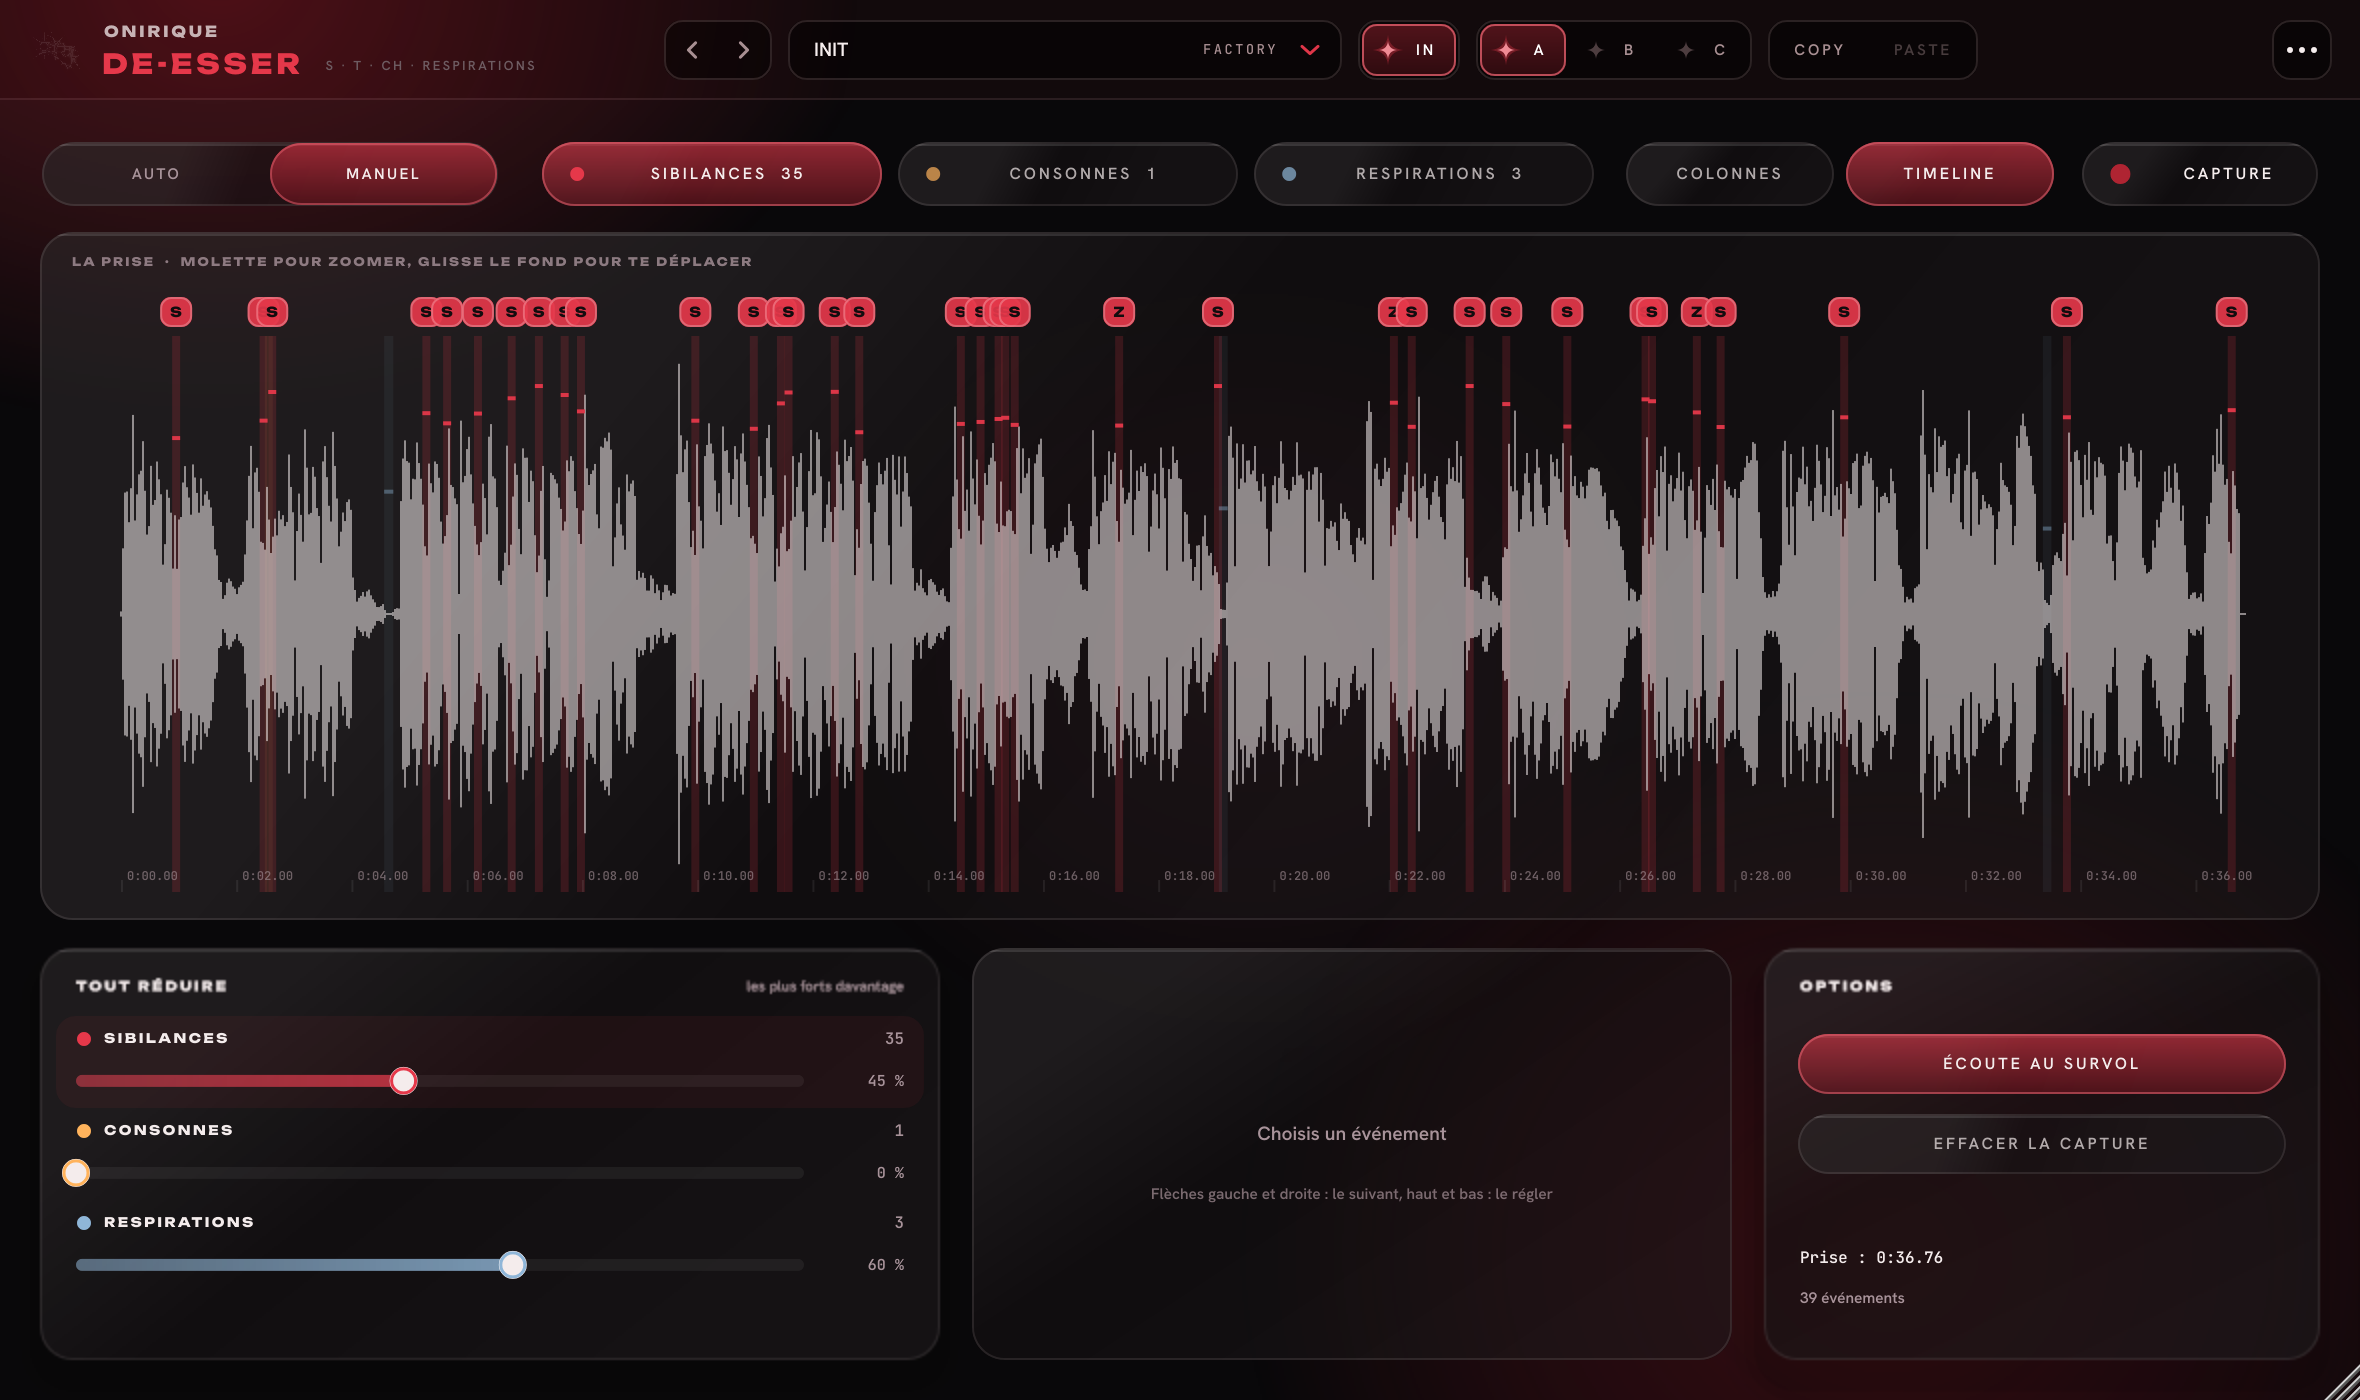 ONIRIQUE
DE-ESSER S · T · CH · RESPIRATIONS
INIT FACTORY IN A B C COPY PASTE
AUTO MANUEL SIBILANCES 35 CONSONNES 1 RESPIRATIONS 3 COLONNES TIMELINE CAPTURE
LA PRISE · MOLETTE POUR ZOOMER, GLISSE LE FOND POUR TE DÉPLACER
S S S S S S S S S S S S S S S S S Z S Z S S S S S Z S S S S
0:00.00 0:02.00 0:04.00 0:06.00 0:08.00 0:10.00 0:12.00 0:14.00 0:16.00 0:18.00 0:20.00 0:22.00 0:24.00 0:26.00 0:28.00 0:30.00 0:32.00 0:34.00 0:36.00
TOUT RÉDUIRE les plus forts davantage
SIBILANCES 35
45 %
CONSONNES 1
0 %
RESPIRATIONS 3
60 %
Choisis un événement
Flèches gauche et droite : le suivant, haut et bas : le régler
OPTIONS
ÉCOUTE AU SURVOL
EFFACER LA CAPTURE
Prise : 0:36.76
39 événements